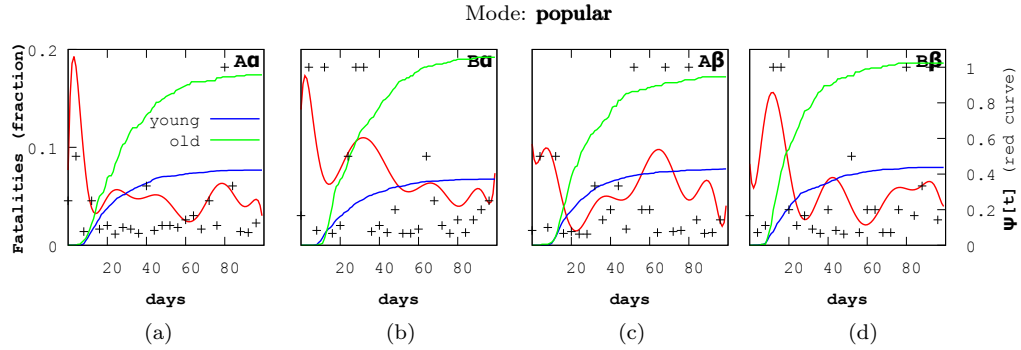 Mode: popular
Fatalities (fraction)
0.2
0.1
0
Aα
Bα
Aβ
Bβ
young
old
1
0.8
0.6
0.4
0.2
0
Ψ[t] (red curve)
20 40 60 80
20 40 60 80
20 40 60 80
20 40 60 80
days
days
days
days
(a)
(b)
(c)
(d)